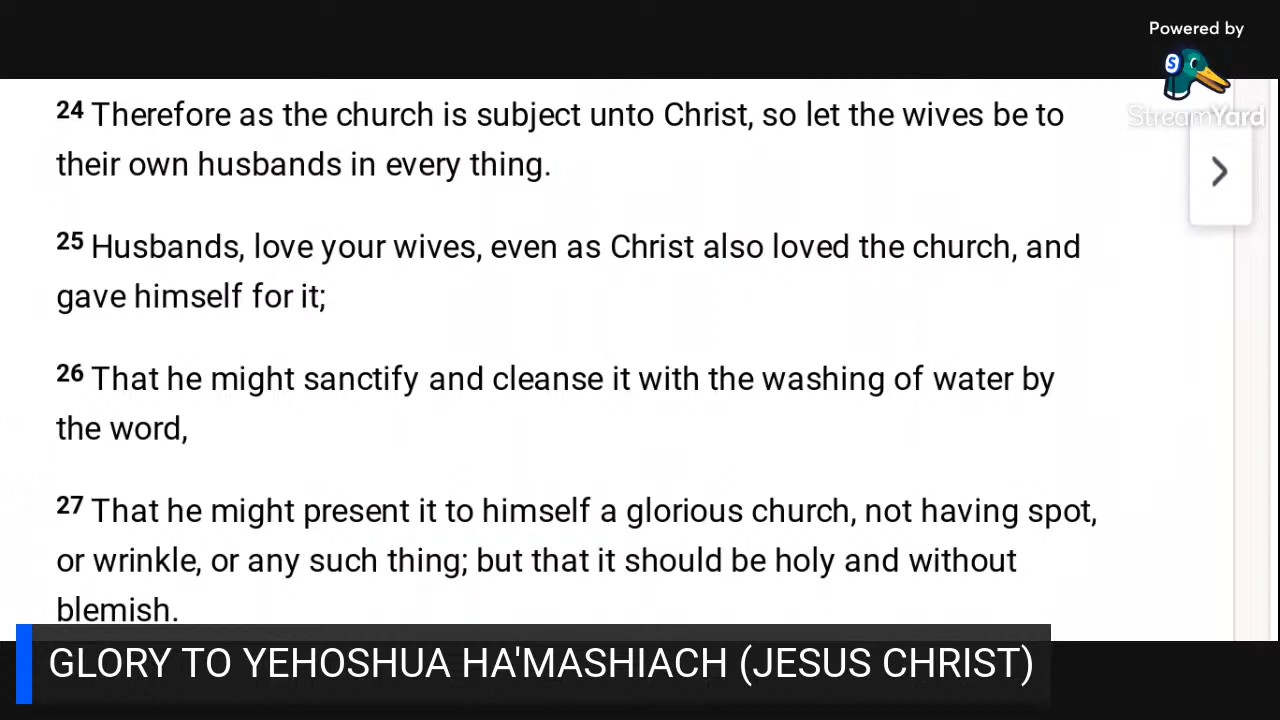 Powered by
StreamYard
24 Therefore as the church is subject unto Christ, so let the wives be to
their own husbands in every thing.
25 Husbands, love your wives, even as Christ also loved the church, and
gave himself for it;
26 That he might sanctify and cleanse it with the washing of water by
the word,
27 That he might present it to himself a glorious church, not having spot,
or wrinkle, or any such thing; but that it should be holy and without
blemish.
GLORY TO YEHOSHUA HA'MASHIACH (JESUS CHRIST)